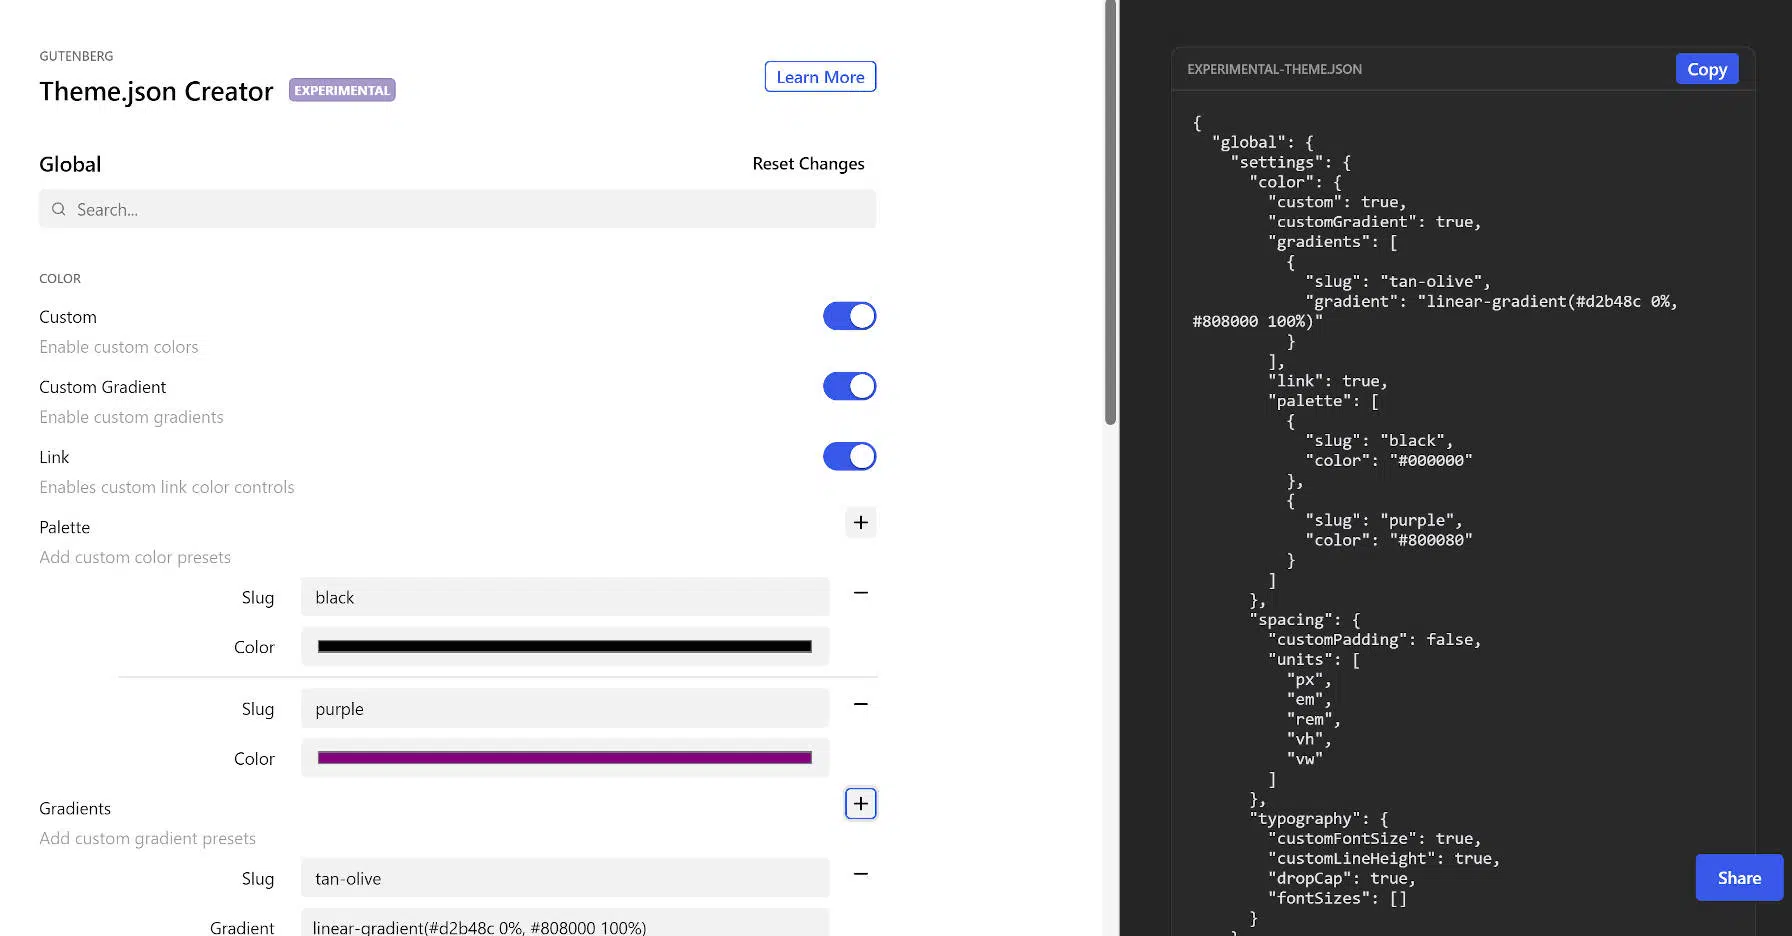 GUTENBERG
Theme.json Creator EXPERIMENTAL
Learn More
Global
Reset Changes
Search...
COLOR
Custom
Enable custom colors
Custom Gradient
Enable custom gradients
Link
Enables custom link color controls
Palette
+
Add custom color presets
Slug black −
Color
Slug purple −
Color
Gradients
+
Add custom gradient presets
Slug tan-olive −
Gradient linear-gradient(#d2b48c 0%, #808000 100%)
EXPERIMENTAL-THEME.JSON
Copy
{
"global": {
"settings": {
"color": {
"custom": true,
"customGradient": true,
"gradients": [
{
"slug": "tan-olive",
"gradient": "linear-gradient(#d2b48c 0%,
#808000 100%)"
}
],
"link": true,
"palette": [
{
"slug": "black",
"color": "#000000"
},
{
"slug": "purple",
"color": "#800080"
}
]
},
"spacing": {
"customPadding": false,
"units": [
"px",
"em",
"rem",
"vh",
"vw"
]
},
"typography": {
"customFontSize": true,
"customLineHeight": true,
"dropCap": true,
"fontSizes": []
}
Share